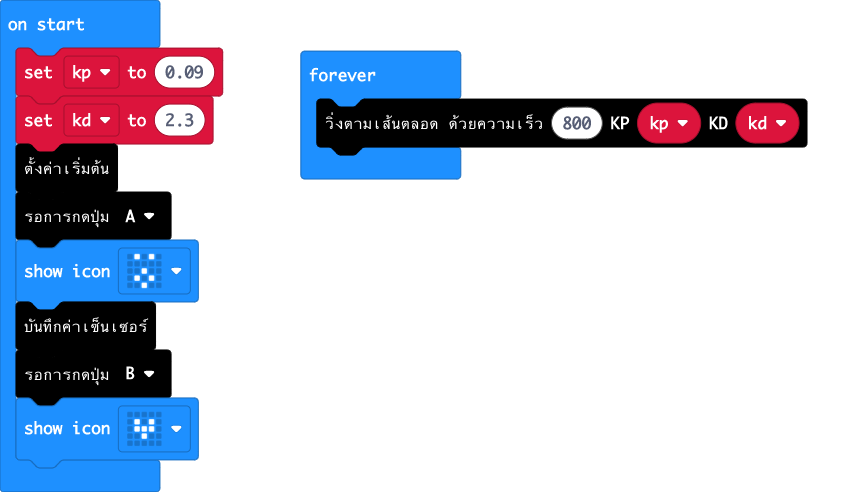 on start
set kp to 0.09
set kd to 2.3
ตั้งค่าเริ่มต้น
รอการกดปุ่ม A
show icon
บันทึกค่าเซ็นเซอร์
รอการกดปุ่ม B
show icon
forever
วิ่งตามเส้นตลอด ด้วยความเร็ว 800 KP kp KD kd